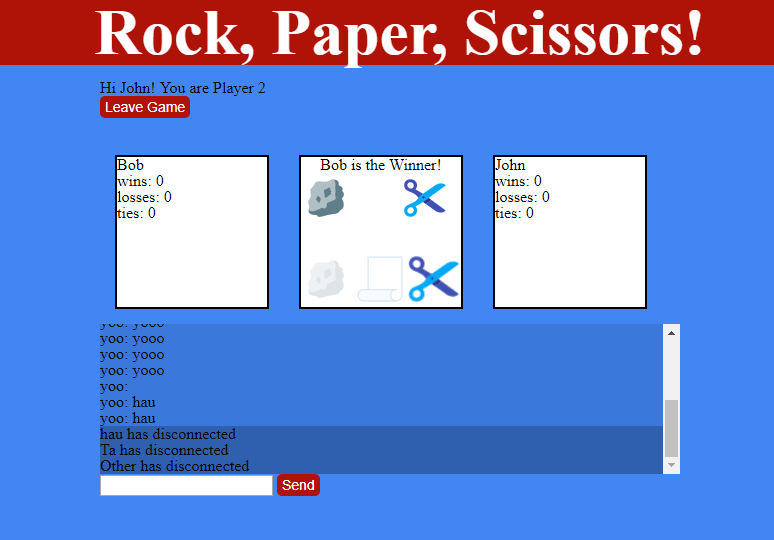 Rock, Paper, Scissors!
Hi John! You are Player 2
Leave Game
Bob
wins: 0
losses: 0
ties: 0
Bob is the Winner!
John
wins: 0
losses: 0
ties: 0
yoo: yooo
yoo: yooo
yoo: yooo
yoo: yooo
yoo:
yoo: hau
yoo: hau
hau has disconnected
Ta has disconnected
Other has disconnected
Send